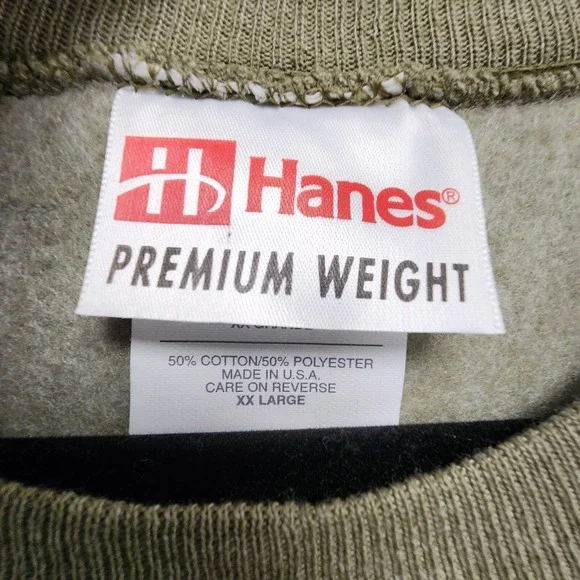 H Hanes®
PREMIUM WEIGHT
50% COTTON/50% POLYESTER
MADE IN U.S.A.
CARE ON REVERSE
XX LARGE